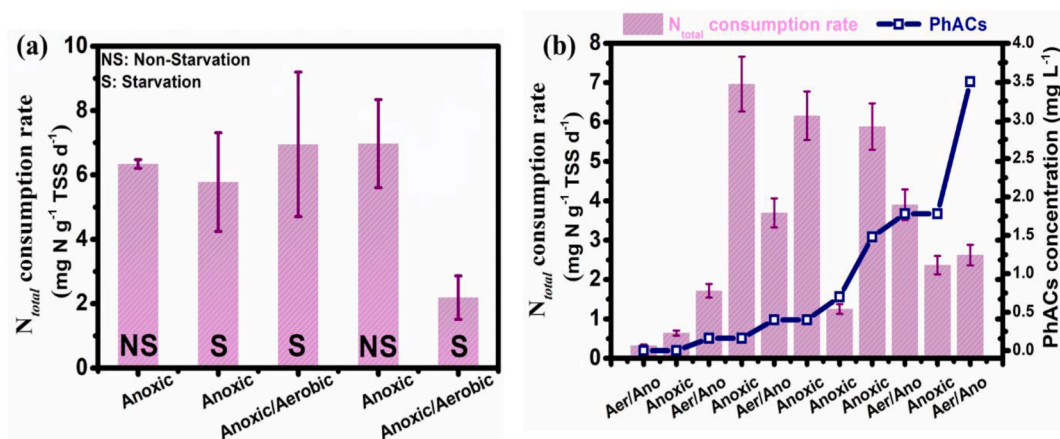 (a)
NS: Non-Starvation
S: Starvation
N_total consumption rate
(mg N g⁻¹ TSS d⁻¹)
10
8
6
4
2
0
NS
S
S
NS
S
Anoxic
Anoxic
Anoxic/Aerobic
Anoxic
Anoxic/Aerobic
(b)
N_total consumption rate
PhACs
N_total consumption rate
(mg N g⁻¹ TSS d⁻¹)
8
7
6
5
4
3
2
1
0
4.0
3.5
3.0
2.5
2.0
1.5
1.0
0.5
0.0
PhACs concentration (mg L⁻¹)
Aer/Ano
Anoxic
Aer/Ano
Anoxic
Aer/Ano
Anoxic
Anoxic
Anoxic
Aer/Ano
Anoxic
Aer/Ano